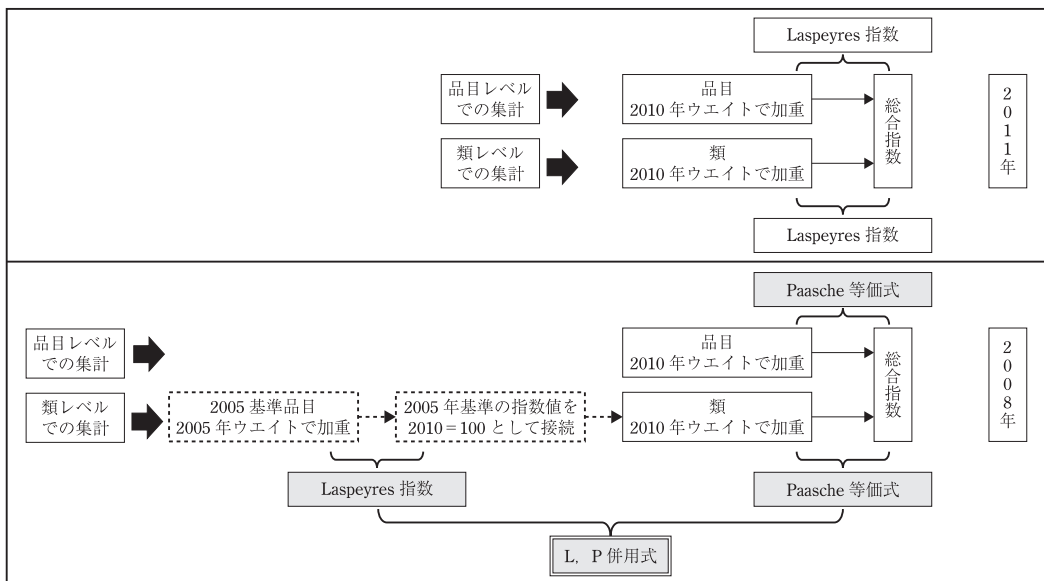 Laspeyres 指数
品目レベル
での集計
品目
2010 年ウエイトで加重
類レベル
での集計
類
2010 年ウエイトで加重
総合指数
2011年
Laspeyres 指数
Paasche 等価式
品目レベル
での集計
品目
2010 年ウエイトで加重
類レベル
での集計
2005 基準品目
2005 年ウエイトで加重
2005 年基準の指数値を
2010＝100 として接続
類
2010 年ウエイトで加重
総合指数
2008年
Laspeyres 指数
Paasche 等価式
L，P 併用式